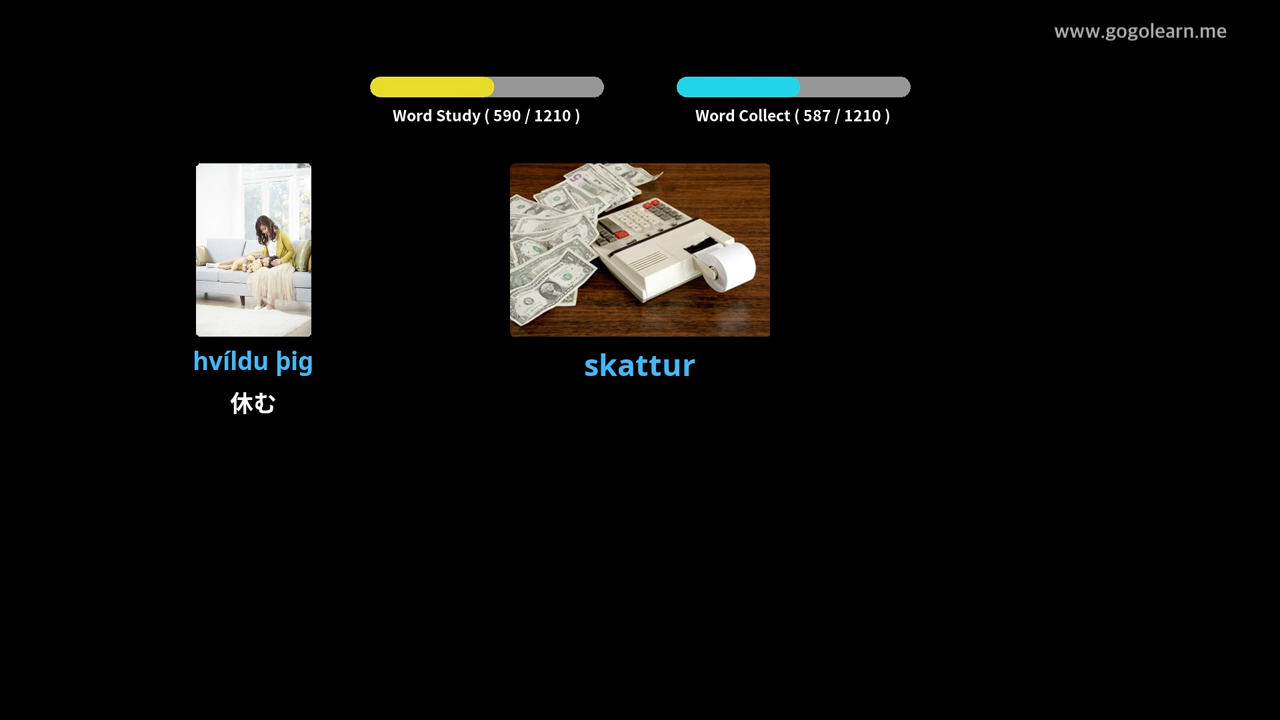 www.gogolearn.me
Word Study ( 590 / 1210 )
Word Collect ( 587 / 1210 )
hvíldu þig
休む
skattur